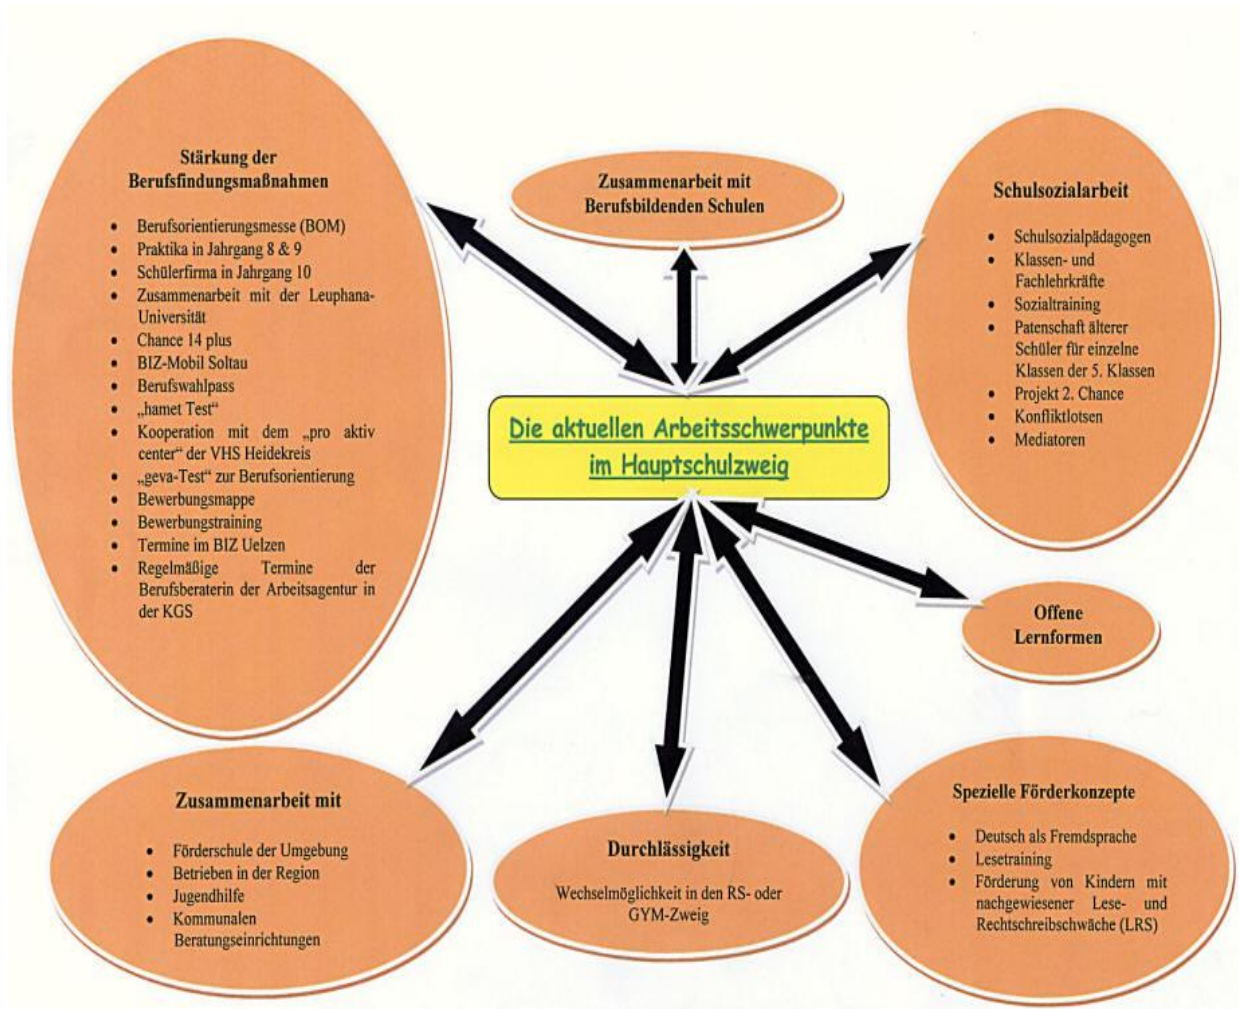 Stärkung der
Berufsfindungsmaßnahmen
• Berufsorientierungsmesse (BOM)
• Praktika in Jahrgang 8 & 9
• Schülerfirma in Jahrgang 10
• Zusammenarbeit mit der Leuphana-
Universität
• Chance 14 plus
• BIZ-Mobil Soltau
• Berufswahlpass
• „hamet Test“
• Kooperation mit dem „pro aktiv
center“ der VHS Heidekreis
• „geva-Test“ zur Berufsorientierung
• Bewerbungsmappe
• Bewerbungstraining
• Termine im BIZ Uelzen
• Regelmäßige Termine der
Berufsberaterin der Arbeitsagentur in
der KGS
Zusammenarbeit mit
Berufsbildenden Schulen
Schulsozialarbeit
• Schulsozialpädagogen
• Klassen- und
Fachlehrkräfte
• Sozialtraining
• Patenschaft älterer
Schüler für einzelne
Klassen der 5. Klassen
• Projekt 2. Chance
• Konfliktlotsen
• Mediatoren
Die aktuellen Arbeitsschwerpunkte
im Hauptschulzweig
Offene
Lernformen
Zusammenarbeit mit
• Förderschule der Umgebung
• Betrieben in der Region
• Jugendhilfe
• Kommunalen
Beratungseinrichtungen
Durchlässigkeit
Wechselmöglichkeit in den RS- oder
GYM-Zweig
Spezielle Förderkonzepte
• Deutsch als Fremdsprache
• Lesetraining
• Förderung von Kindern mit
nachgewiesener Lese- und
Rechtschreibschwäche (LRS)